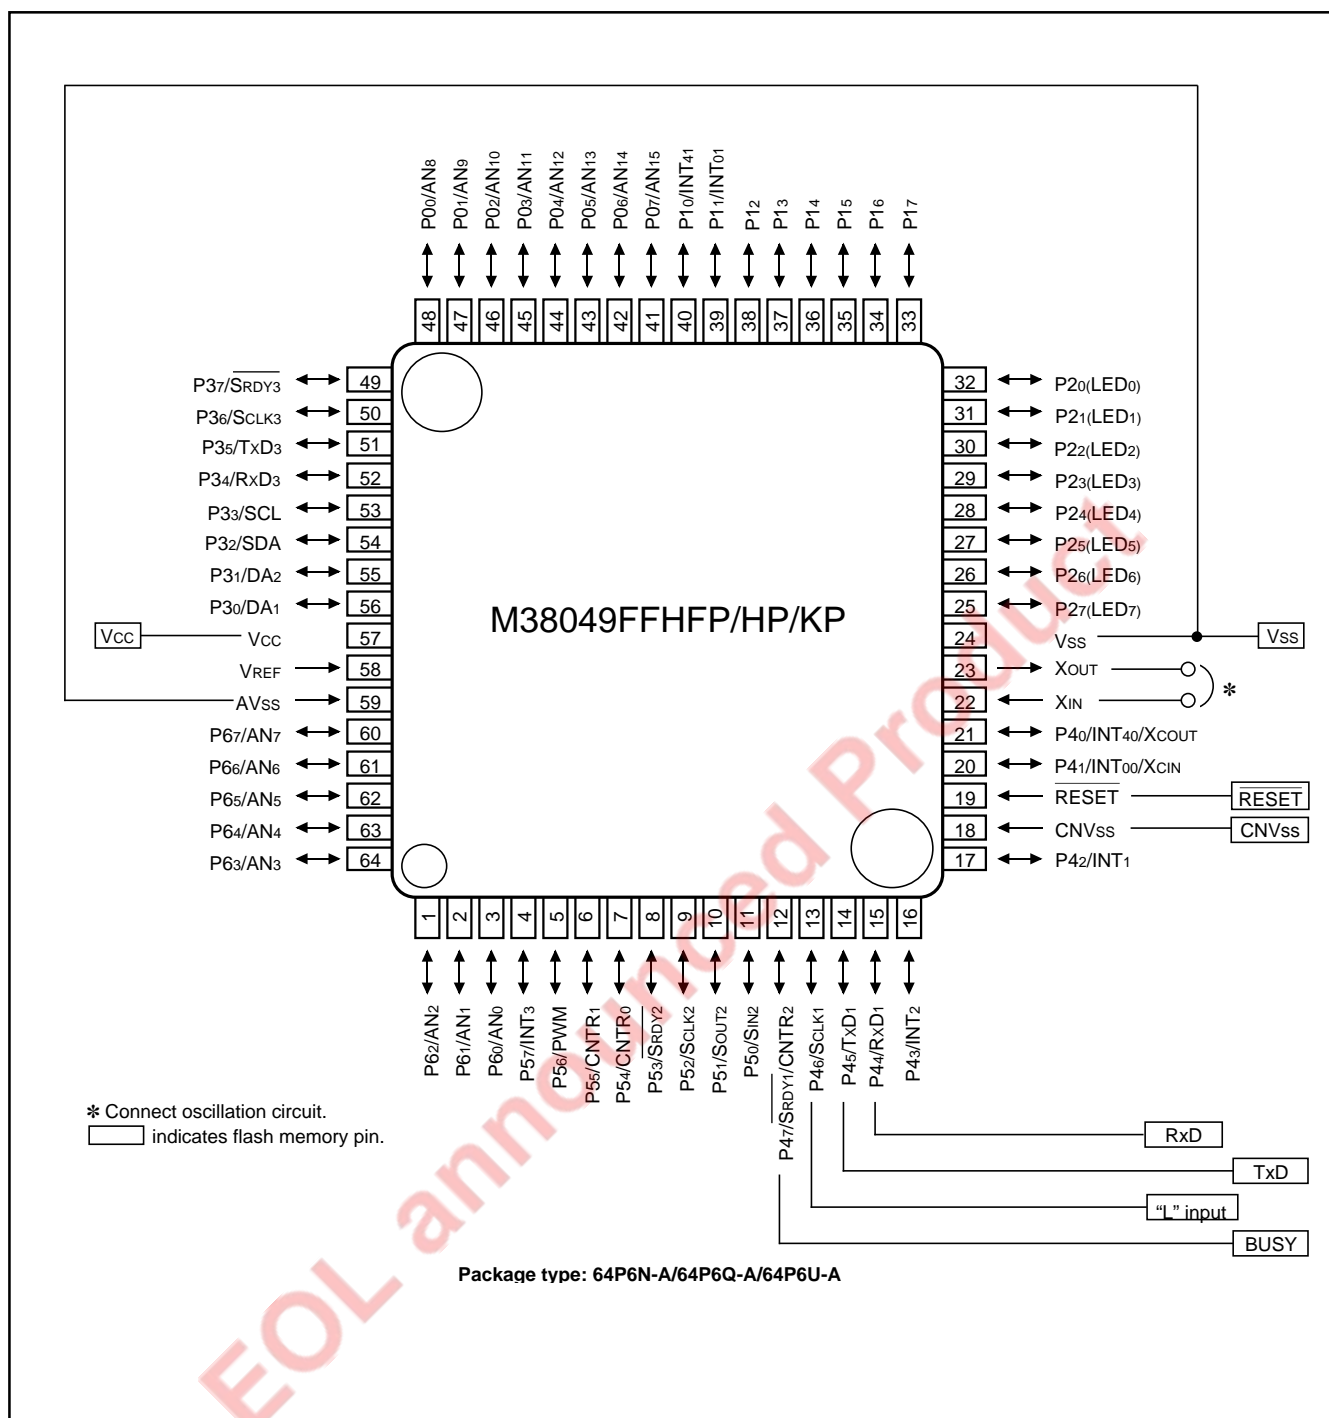 P00/AN8
P01/AN9
P02/AN10
P03/AN11
P04/AN12
P05/AN13
P06/AN14
P07/AN15
P10/INT41
P11/INT01
P12
P13
P14
P15
P16
P17
48 47 46 45 44 43 42 41 40 39 38 37 36 35 34 33
P37/SRDY3 49
P36/SCLK3 50
P35/TXD3 51
P34/RXD3 52
P33/SCL 53
P32/SDA 54
P31/DA2 55
P30/DA1 56
VCC VCC 57
VREF 58
AVSS 59
P67/AN7 60
P66/AN6 61
P65/AN5 62
P64/AN4 63
P63/AN3 64
M38049FFHFP/HP/KP
32 P20(LED0)
31 P21(LED1)
30 P22(LED2)
29 P23(LED3)
28 P24(LED4)
27 P25(LED5)
26 P26(LED6)
25 P27(LED7)
24 VSS VSS
23 XOUT
22 XIN ✻
21 P40/INT40/XCOUT
20 P41/INT00/XCIN
19 RESET RESET
18 CNVSS CNVSS
17 P42/INT1
1 2 3 4 5 6 7 8 9 10 11 12 13 14 15 16
P62/AN2
P61/AN1
P60/AN0
P57/INT3
P56/PWM
P55/CNTR1
P54/CNTR0
P53/SRDY2
P52/SCLK2
P51/SOUT2
P50/SIN2
P47/SRDY1/CNTR2
P46/SCLK1
P45/TXD1
P44/RXD1
P43/INT2
✻ Connect oscillation circuit.
indicates flash memory pin.
RxD
TxD
“L” input
BUSY
Package type: 64P6N-A/64P6Q-A/64P6U-A
EOL announced Product